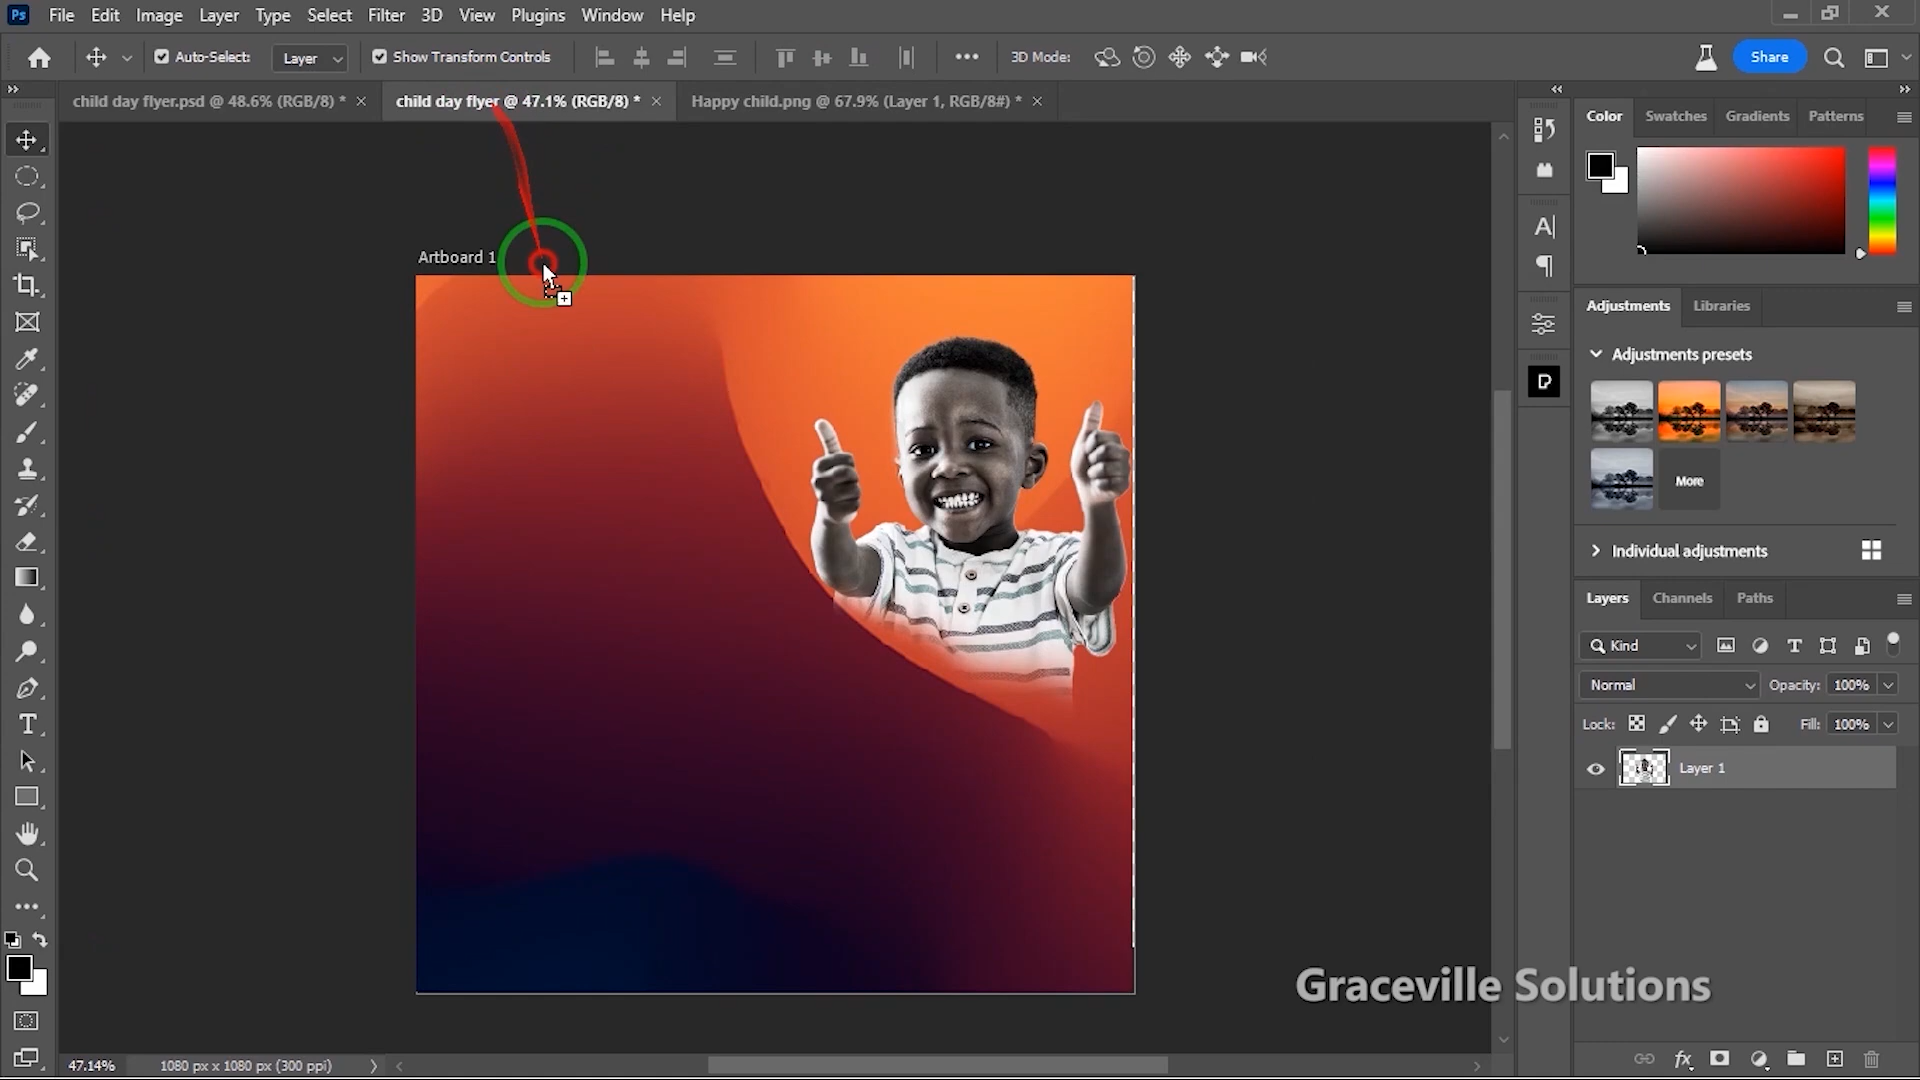 Ps File Edit Image Layer Type Select Filter 3D View Plugins Window Help
Auto-Select: Layer Show Transform Controls 3D Mode: Share
child day flyer.psd @ 48.6% (RGB/8) * child day flyer @ 47.1% (RGB/8) * Happy child.png @ 67.9% (Layer 1, RGB/8#) *
Color Swatches Gradients Patterns
Artboard 1
Adjustments Libraries
Adjustments presets
More
Individual adjustments
Layers Channels Paths
Kind
Normal Opacity: 100%
Lock: Fill: 100%
Layer 1
Graceville Solutions
47.14% 1080 px x 1080 px (300 ppi)